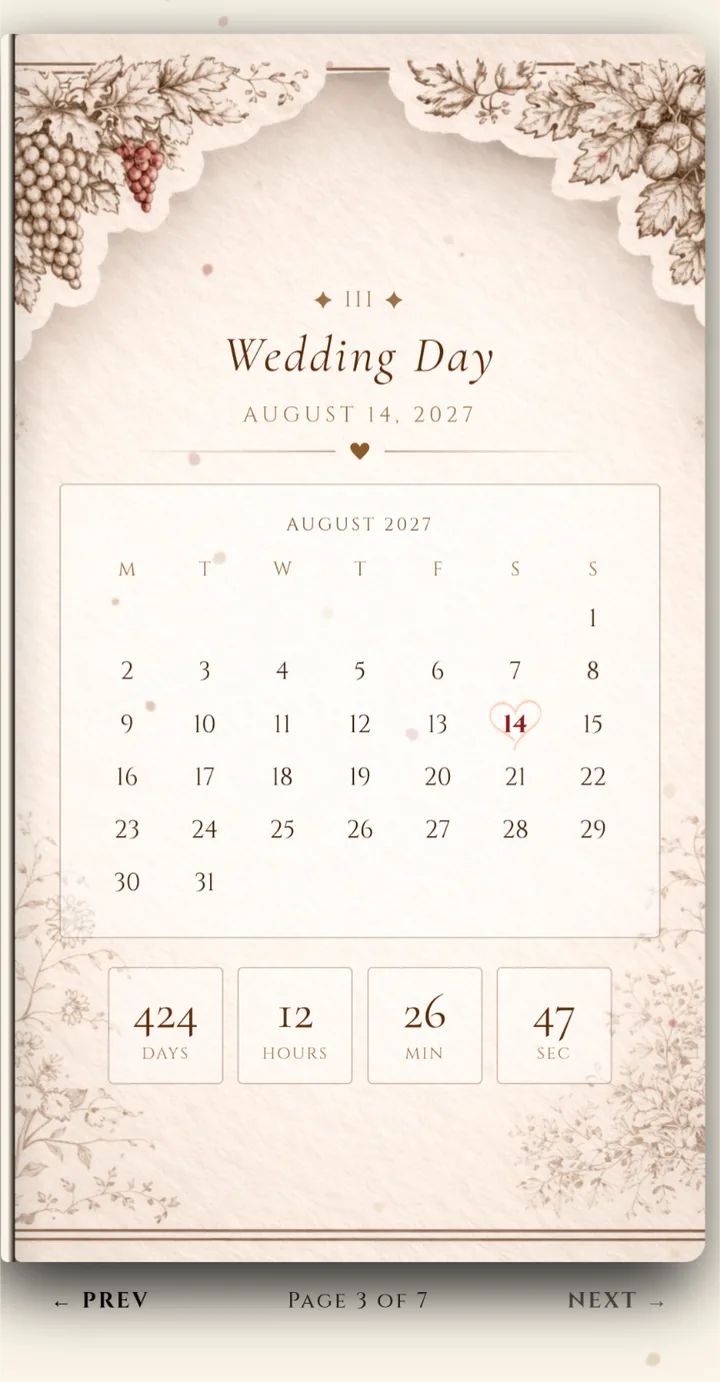 ✦ III ✦
Wedding Day
AUGUST 14, 2027
AUGUST 2027
M T W T F S S
1
2 3 4 5 6 7 8
9 10 11 12 13 14 15
16 17 18 19 20 21 22
23 24 25 26 27 28 29
30 31
424 12 26 47
DAYS HOURS MIN SEC
← PREV PAGE 3 OF 7 NEXT →